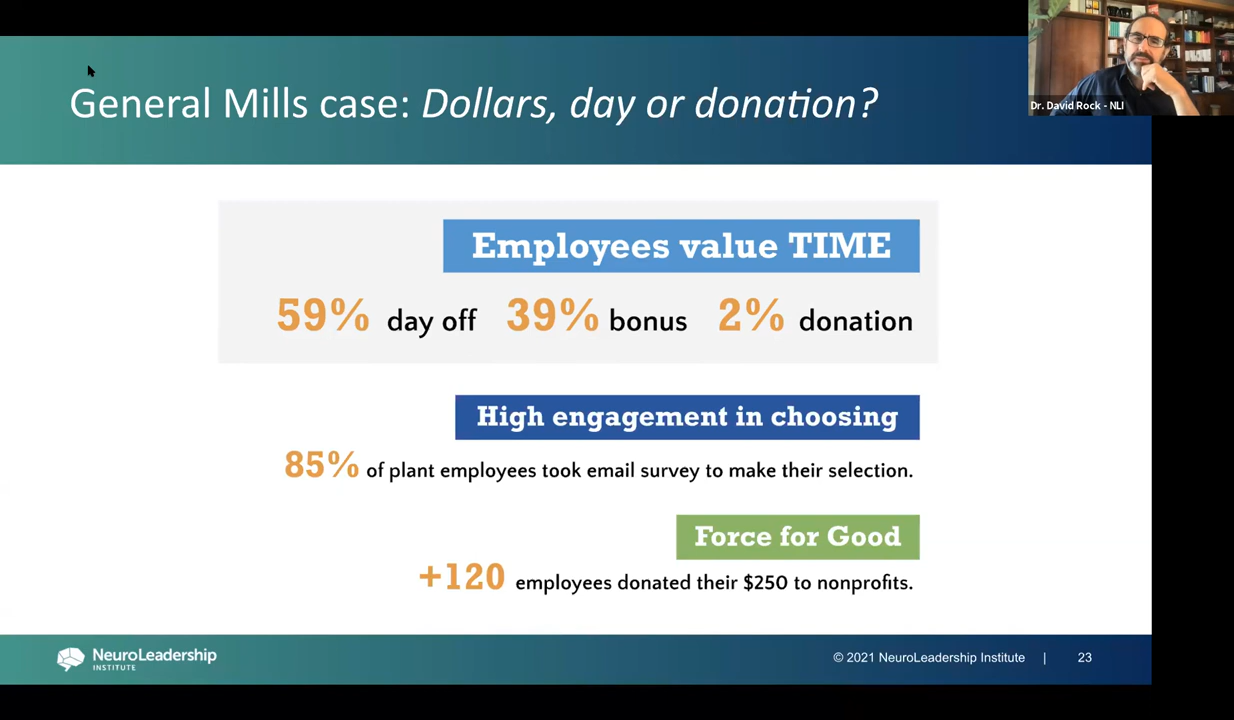 Dr. David Rock - NLI
General Mills case: Dollars, day or donation?
Employees value TIME
59% day off 39% bonus 2% donation
High engagement in choosing
85% of plant employees took email survey to make their selection.
Force for Good
+120 employees donated their $250 to nonprofits.
NeuroLeadership
INSTITUTE
© 2021 NeuroLeadership Institute | 23